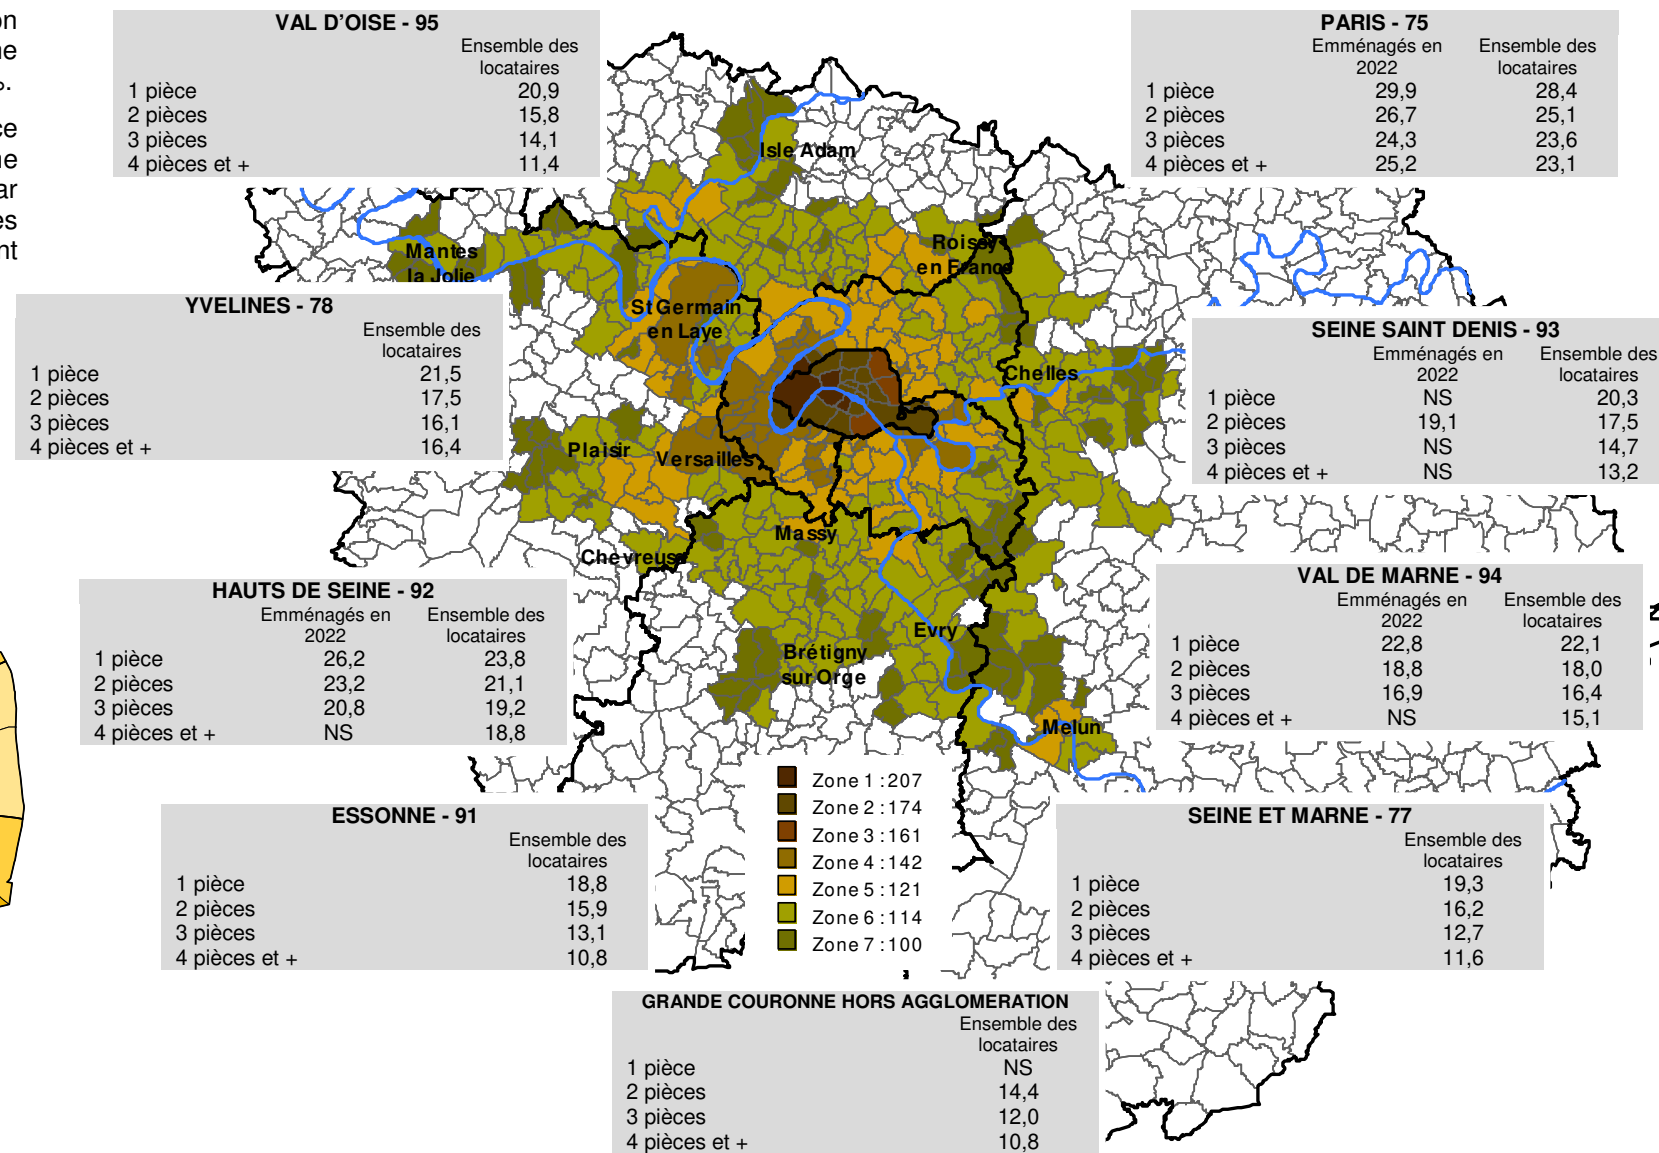 on
ne
%.
ce
ne
ar
es
nt
VAL D'OISE - 95
Ensemble des
locataires
1 pièce 20,9
2 pièces 15,8
3 pièces 14,1
4 pièces et + 11,4
PARIS - 75
Emménagés en Ensemble des
2022 locataires
1 pièce 29,9 28,4
2 pièces 26,7 25,1
3 pièces 24,3 23,6
4 pièces et + 25,2 23,1
Isle Adam
Mantes
la Jolie
Roissy
en France
St Germain
en Laye
YVELINES - 78
Ensemble des
locataires
1 pièce 21,5
2 pièces 17,5
3 pièces 16,1
4 pièces et + 16,4
SEINE SAINT DENIS - 93
Emménagés en Ensemble des
2022 locataires
1 pièce NS 20,3
2 pièces 19,1 17,5
3 pièces NS 14,7
4 pièces et + NS 13,2
Chelles
Plaisir
Versailles
Massy
Chevreuse
HAUTS DE SEINE - 92
Emménagés en Ensemble des
2022 locataires
1 pièce 26,2 23,8
2 pièces 23,2 21,1
3 pièces 20,8 19,2
4 pièces et + NS 18,8
VAL DE MARNE - 94
Emménagés en Ensemble des
2022 locataires
1 pièce 22,8 22,1
2 pièces 18,8 18,0
3 pièces 16,9 16,4
4 pièces et + NS 15,1
Evry
Brétigny
sur Orge
Melun
Zone 1 : 207
Zone 2 : 174
Zone 3 : 161
Zone 4 : 142
Zone 5 : 121
Zone 6 : 114
Zone 7 : 100
ESSONNE - 91
Ensemble des
locataires
1 pièce 18,8
2 pièces 15,9
3 pièces 13,1
4 pièces et + 10,8
SEINE ET MARNE - 77
Ensemble des
locataires
1 pièce 19,3
2 pièces 16,2
3 pièces 12,7
4 pièces et + 11,6
GRANDE COURONNE HORS AGGLOMERATION
Ensemble des
locataires
1 pièce NS
2 pièces 14,4
3 pièces 12,0
4 pièces et + 10,8